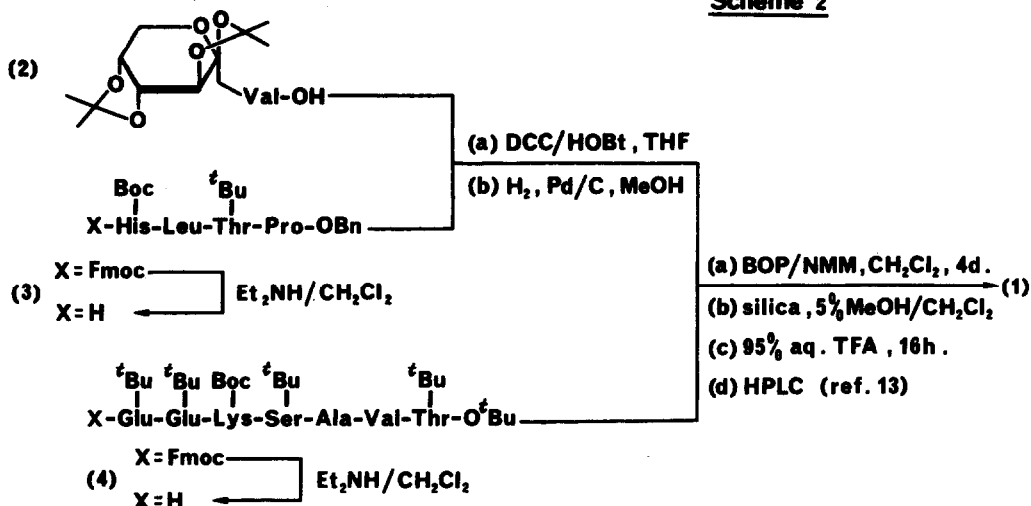 Scheme 2
(2)
O
O
O
O
O
Val-OH
(a) DCC/HOBt, THF
(b) H₂, Pd/C, MeOH
Boc ᵗBu
X-His-Leu-Thr-Pro-OBn
(3) X=Fmoc
X=H
Et₂NH/CH₂Cl₂
(a) BOP/NMM, CH₂Cl₂, 4d.
(b) silica, 5% MeOH/CH₂Cl₂
(c) 95% aq. TFA, 16h.
(d) HPLC (ref. 13)
(1)
ᵗBu ᵗBu Boc ᵗBu ᵗBu
X-Glu-Glu-Lys-Ser-Ala-Val-Thr-OᵗBu
(4) X=Fmoc
X=H
Et₂NH/CH₂Cl₂